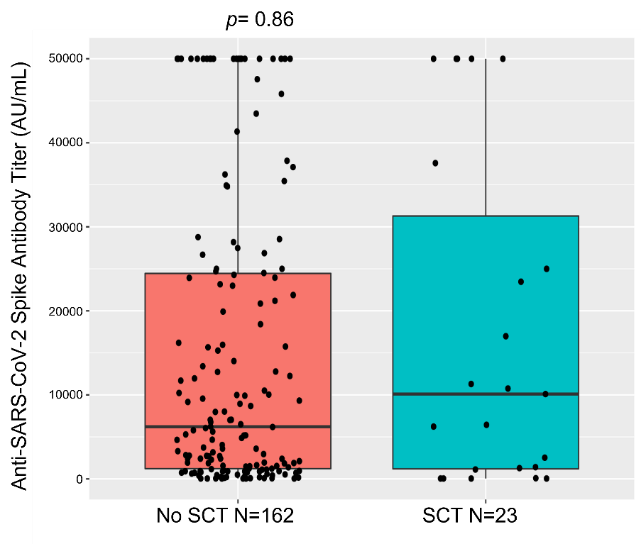 p= 0.86
Anti-SARS-CoV-2 Spike Antibody Titer (AU/mL)
50000
40000
30000
20000
10000
0
No SCT N=162
SCT N=23